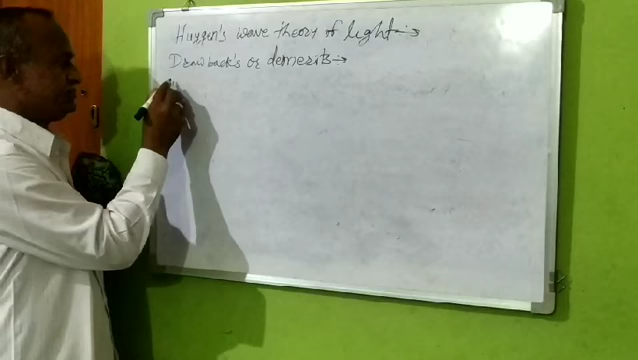 Huygen's wave theory of light→
Drawback's or demerits→